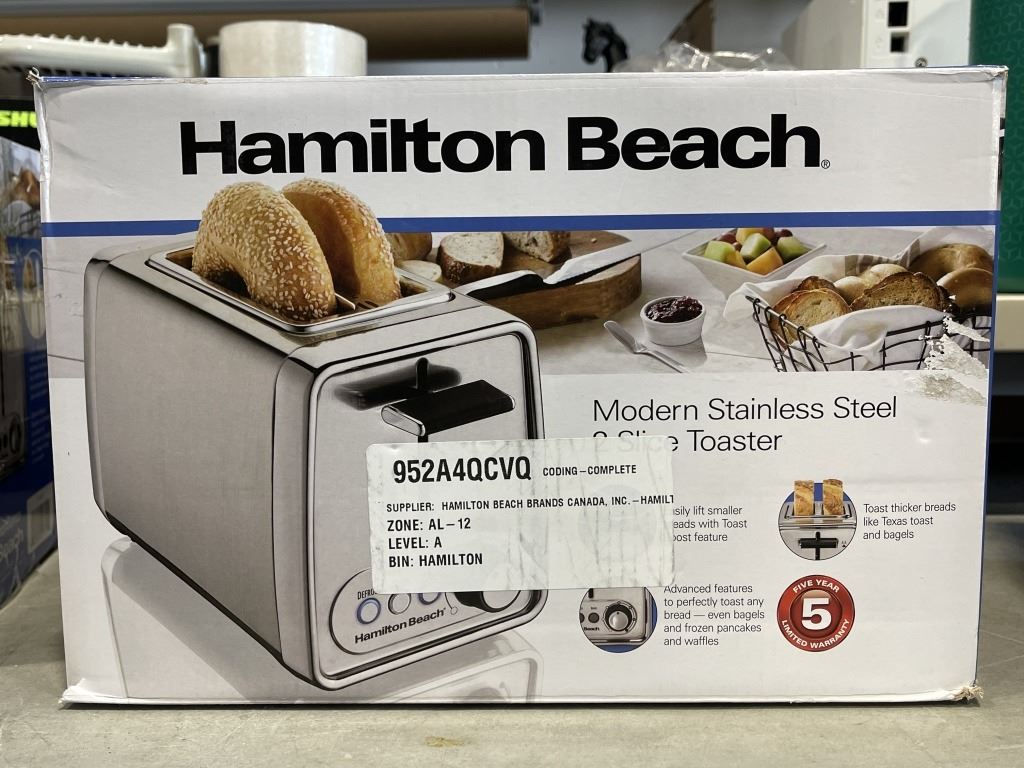 SHU
Hamilton Beach®
Modern Stainless Steel
2 Slice Toaster
952A4QCVQ CODING-COMPLETE
SUPPLIER: HAMILTON BEACH BRANDS CANADA, INC.-HAMILT
ZONE: AL-12
LEVEL: A
BIN: HAMILTON
lift smaller
with Toast
feature
Toast thicker breads
like Texas toast
and bagels
Advanced features
to perfectly toast any
bread — even bagels
and frozen pancakes
and waffles
FIVE YEAR
5
LIMITED WARRANTY
DEFRO
Hamilton Beach®
Beach